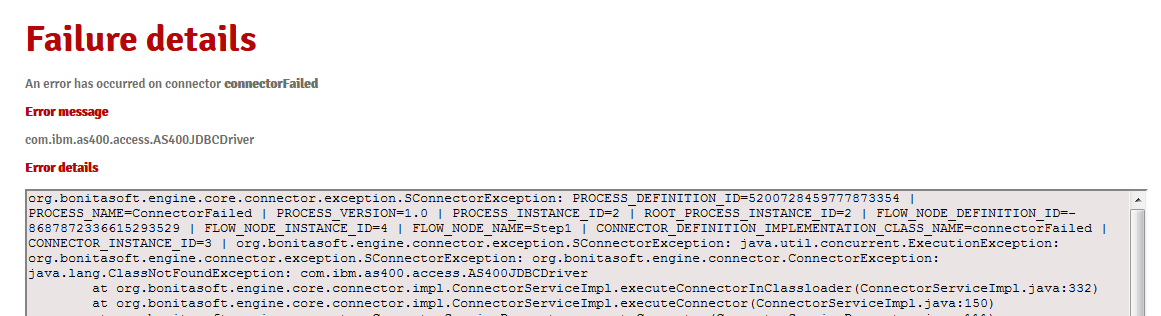 Failure details
An error has occurred on connector connectorFailed
Error message
com.ibm.as400.access.AS400JDBCDriver
Error details
org.bonitasoft.engine.core.connector.exception.SConnectorException: PROCESS_DEFINITION_ID=5200728459777873354 |
PROCESS_NAME=ConnectorFailed | PROCESS_VERSION=1.0 | PROCESS_INSTANCE_ID=2 | ROOT_PROCESS_INSTANCE_ID=2 | FLOW_NODE_DEFINITION_ID=-
8687872336615293529 | FLOW_NODE_INSTANCE_ID=4 | FLOW_NODE_NAME=Step1 | CONNECTOR_DEFINITION_IMPLEMENTATION_CLASS_NAME=connectorFailed |
CONNECTOR_INSTANCE_ID=3 | org.bonitasoft.engine.connector.exception.SConnectorException: java.util.concurrent.ExecutionException:
org.bonitasoft.engine.connector.exception.SConnectorException: org.bonitasoft.engine.connector.ConnectorException:
java.lang.ClassNotFoundException: com.ibm.as400.access.AS400JDBCDriver
at org.bonitasoft.engine.core.connector.impl.ConnectorServiceImpl.executeConnectorInClassloader(ConnectorServiceImpl.java:332)
at org.bonitasoft.engine.core.connector.impl.ConnectorServiceImpl.executeConnector(ConnectorServiceImpl.java:150)